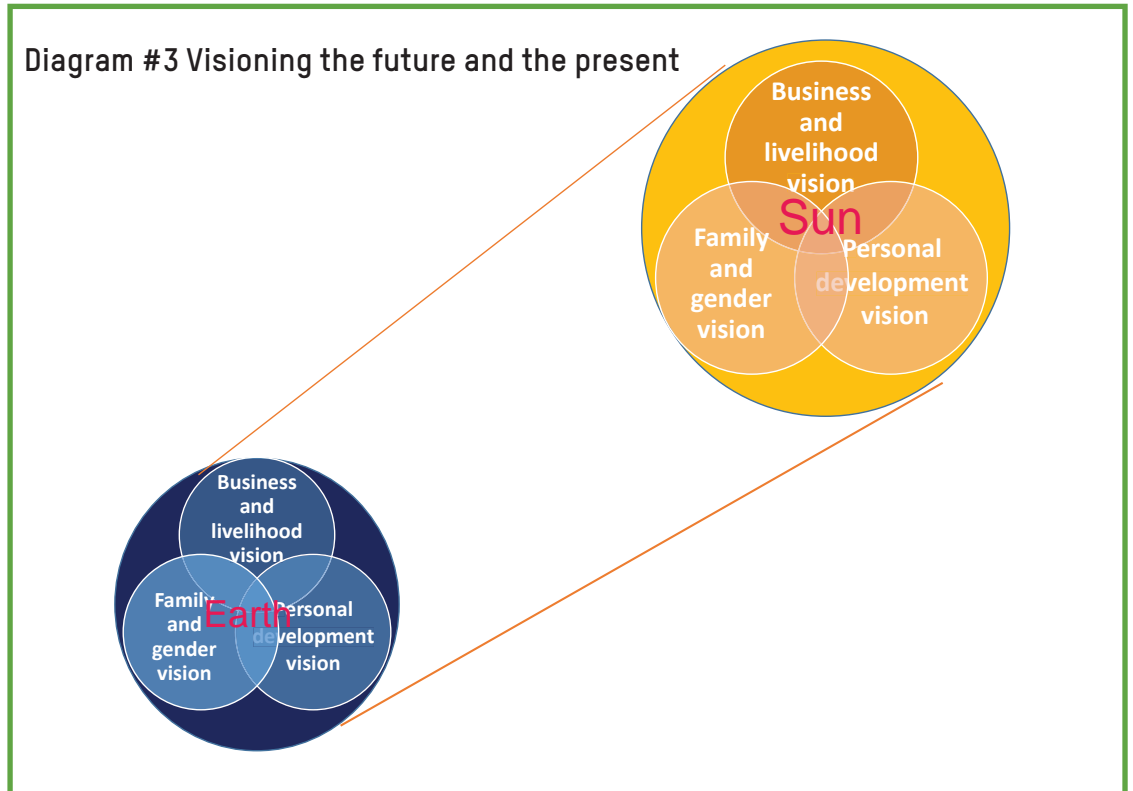 Diagram #3 Visioning the future and the present
Business
and
livelihood
vision
Sun
Family
and
gender
vision
Personal
development
vision
Business
and
livelihood
vision
Earth
Family
and
gender
vision
Personal
development
vision